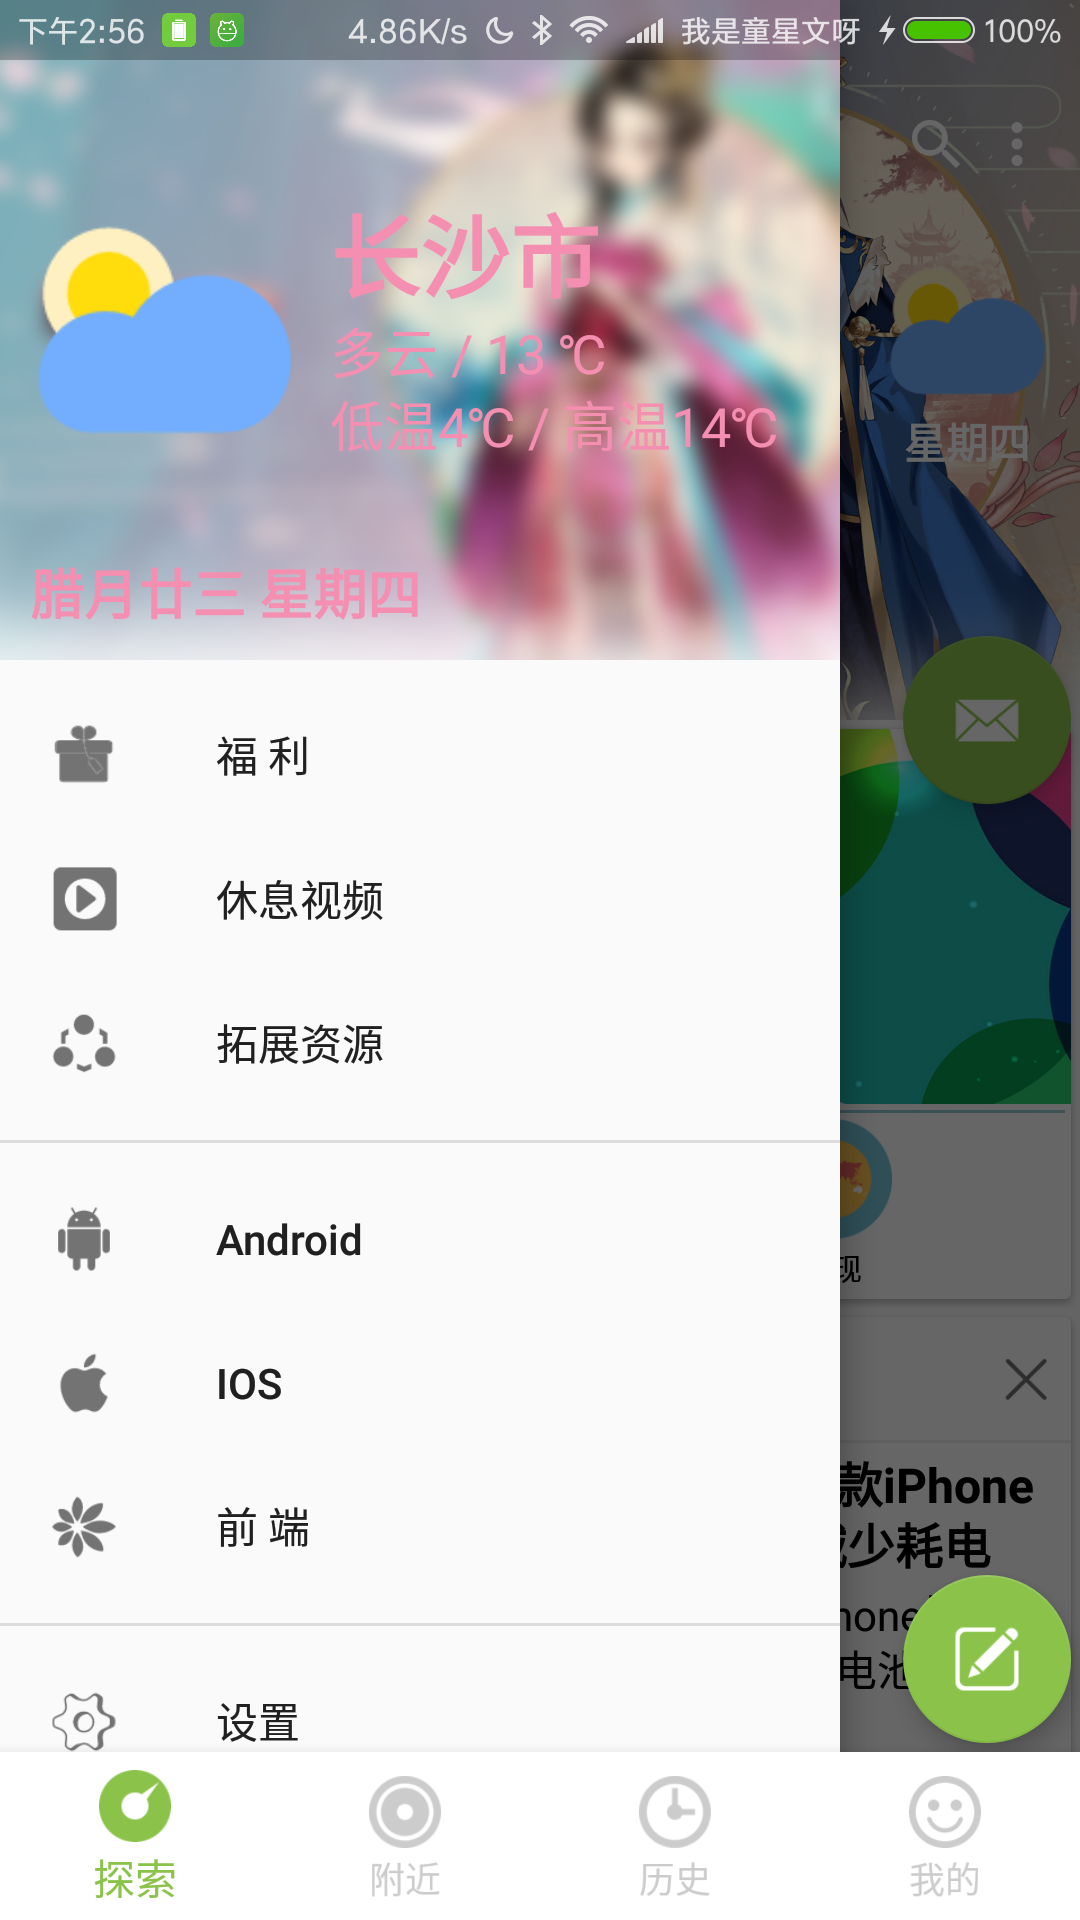 下午2:56
4.86K/s
我是童星文呀
100%
长沙市
多云 / 13 ℃
低温4℃ / 高温14℃
腊月廿三 星期四
星期四
福 利
休息视频
拓展资源
现
Android
IOS
前 端
款iPhone
少耗电
hone
电池
设置
探索
附近
历史
我的